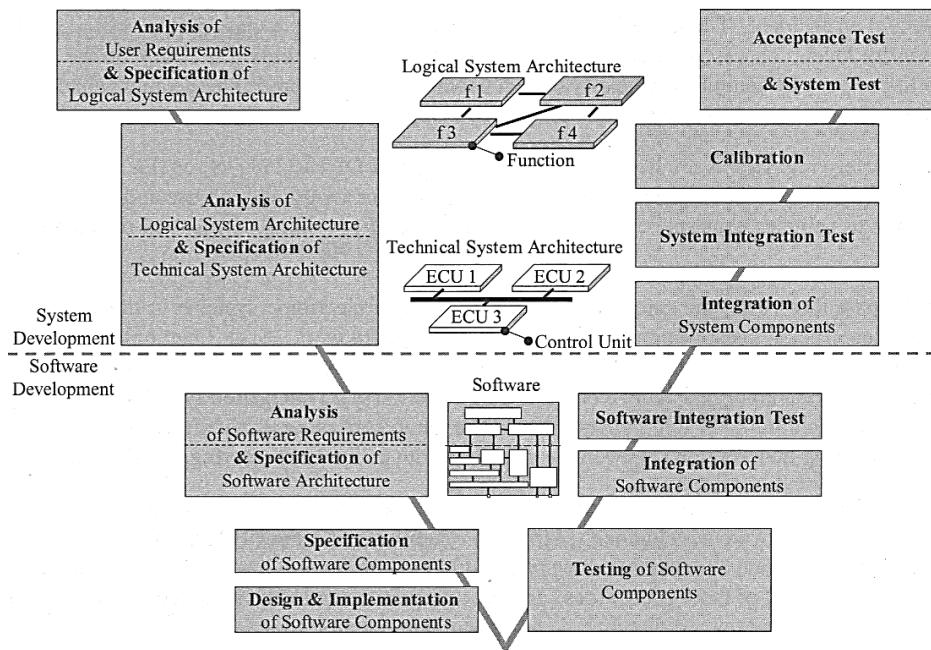 Analysis of
User Requirements
& Specification of
Logical System Architecture
Analysis of
Logical System Architecture
& Specification of
Technical System Architecture
System
Development
Software
Development
Analysis
of Software Requirements
& Specification of
Software Architecture
Specification
of Software Components
Design & Implementation
of Software Components
Logical System Architecture
f 1
f 2
f 3
f 4
Function
Technical System Architecture
ECU 1
ECU 2
ECU 3
Control Unit
Software
Acceptance Test
& System Test
Calibration
System Integration Test
Integration of
System Components
Software Integration Test
Integration of
Software Components
Testing of Software
Components